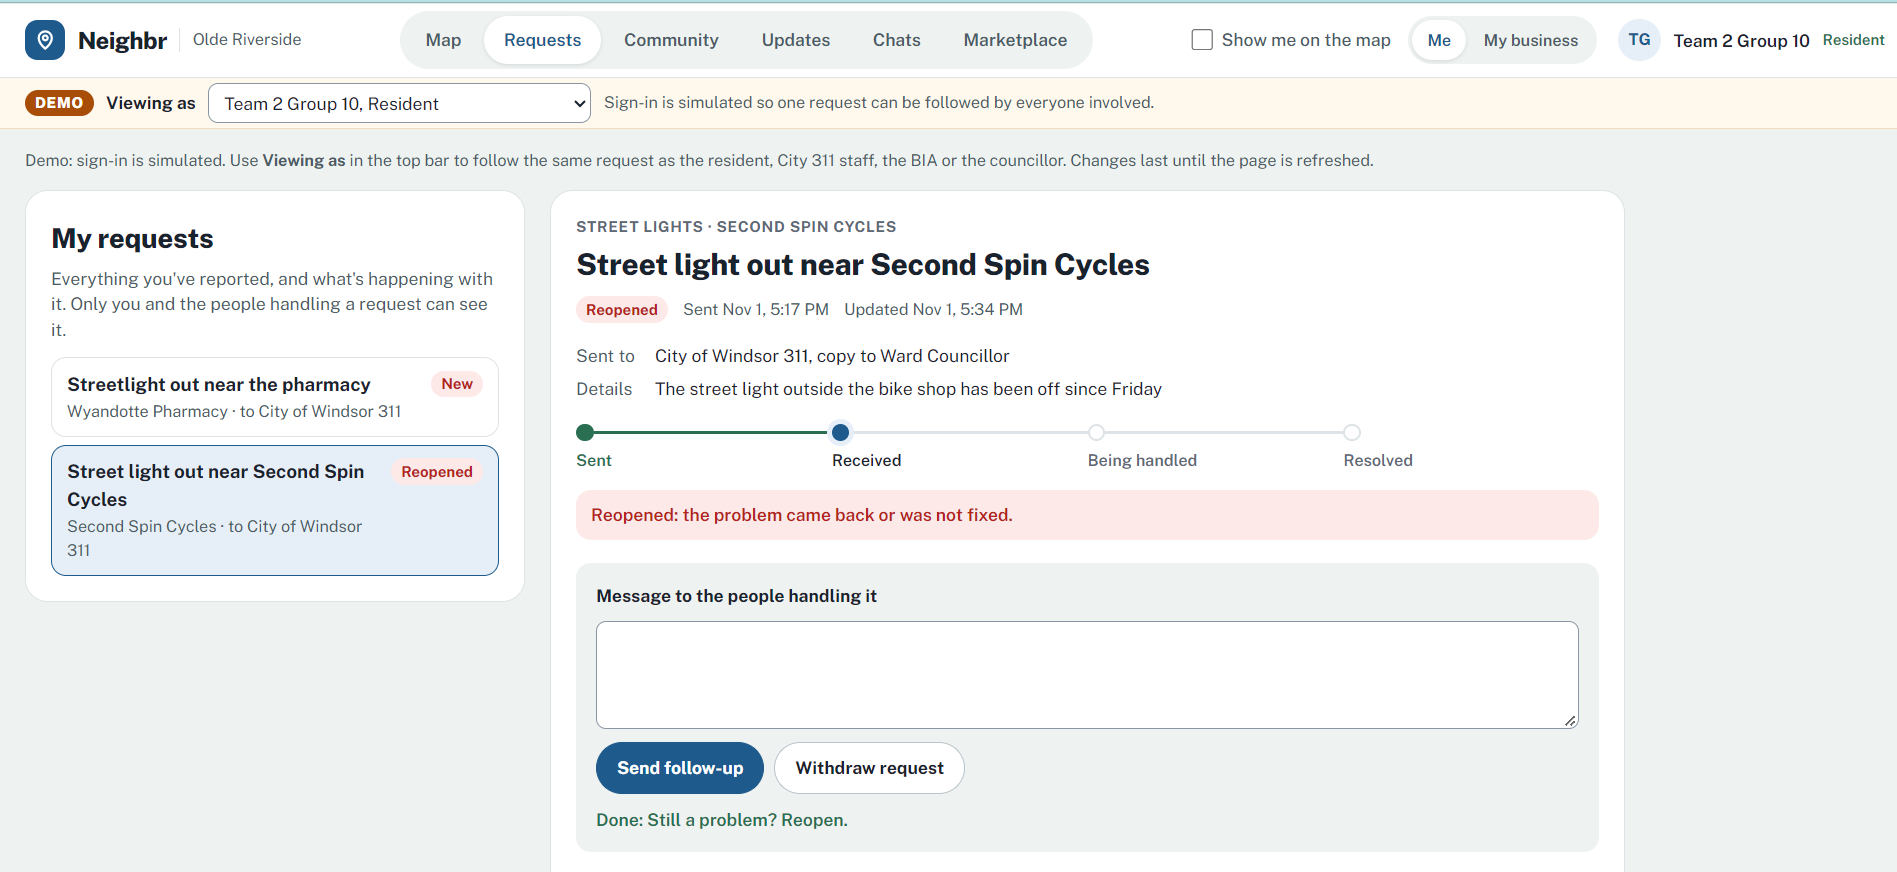 Neighbr
Olde Riverside
Map
Requests
Community
Updates
Chats
Marketplace
Show me on the map
Me
My business
TG
Team 2 Group 10
Resident
DEMO
Viewing as
Team 2 Group 10, Resident
Sign-in is simulated so one request can be followed by everyone involved.
Demo: sign-in is simulated. Use Viewing as in the top bar to follow the same request as the resident, City 311 staff, the BIA or the councillor. Changes last until the page is refreshed.
My requests
Everything you've reported, and what's happening with
it. Only you and the people handling a request can see
it.
Streetlight out near the pharmacy
New
Wyandotte Pharmacy · to City of Windsor 311
Street light out near Second Spin
Cycles
Reopened
Second Spin Cycles · to City of Windsor
311
STREET LIGHTS · SECOND SPIN CYCLES
Street light out near Second Spin Cycles
Reopened
Sent Nov 1, 5:17 PM
Updated Nov 1, 5:34 PM
Sent to
City of Windsor 311, copy to Ward Councillor
Details
The street light outside the bike shop has been off since Friday
Sent
Received
Being handled
Resolved
Reopened: the problem came back or was not fixed.
Message to the people handling it
Send follow-up
Withdraw request
Done: Still a problem? Reopen.